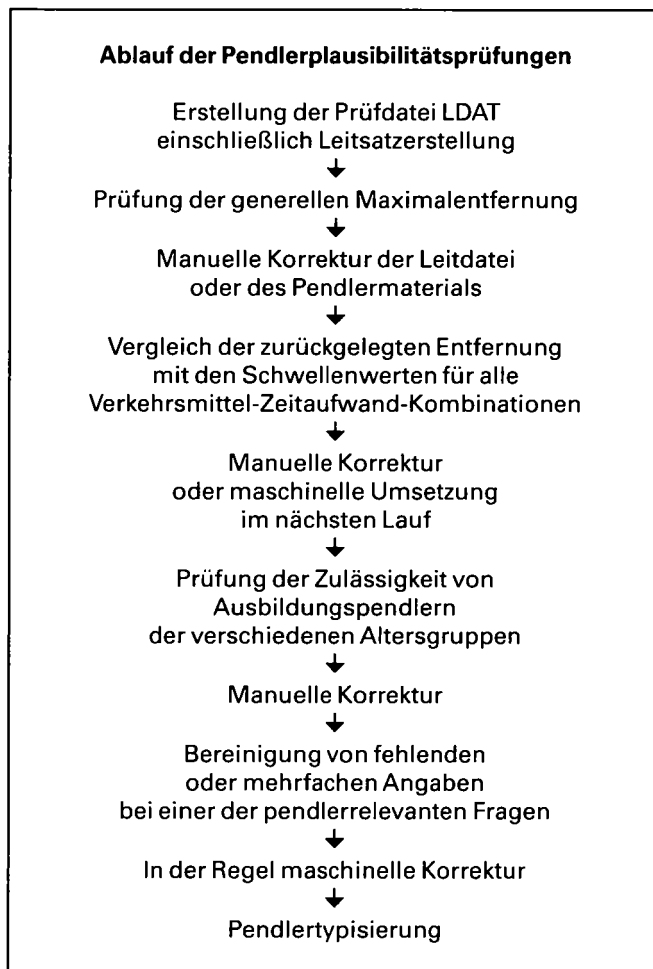 Ablauf der Pendlerplausibilitätsprüfungen
Erstellung der Prüfdatei LDAT
einschließlich Leitsatzerstellung
Prüfung der generellen Maximalentfernung
Manuelle Korrektur der Leitdatei
oder des Pendlermaterials
Vergleich der zurückgelegten Entfernung
mit den Schwellenwerten für alle
Verkehrsmittel-Zeitaufwand-Kombinationen
Manuelle Korrektur
oder maschinelle Umsetzung
im nächsten Lauf
Prüfung der Zulässigkeit von
Ausbildungspendlern
der verschiedenen Altersgruppen
Manuelle Korrektur
Bereinigung von fehlenden
oder mehrfachen Angaben
bei einer der pendlerrelevanten Fragen
In der Regel maschinelle Korrektur
Pendlertypisierung